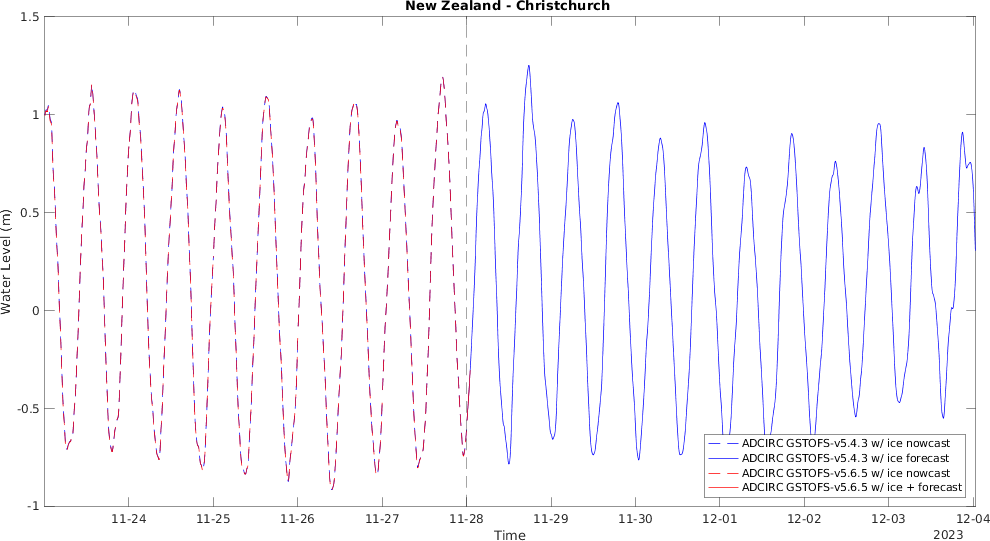 New Zealand - Christchurch
1.5
1
0.5
0
-0.5
-1
Water Level (m)
ADCIRC GSTOFS-v5.4.3 w/ ice nowcast
ADCIRC GSTOFS-v5.4.3 w/ ice forecast
ADCIRC GSTOFS-v5.6.5 w/ ice nowcast
ADCIRC GSTOFS-v5.6.5 w/ ice + forecast
11-24 11-25 11-26 11-27 11-28 11-29 11-30 12-01 12-02 12-03 12-04
Time
2023